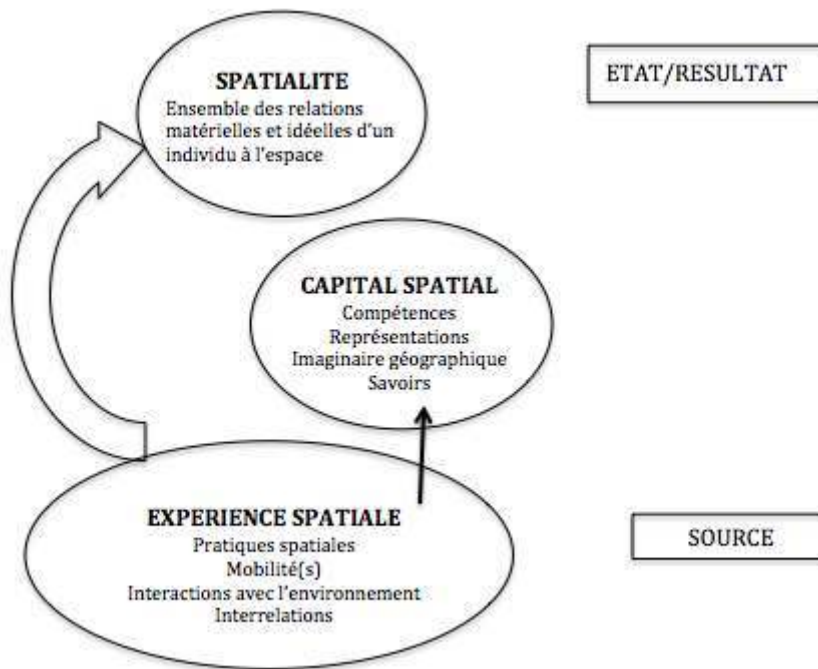 SPATIALITE
Ensemble des relations
matérielles et idéelles d'un
individu à l'espace
ETAT/RESULTAT
CAPITAL SPATIAL
Compétences
Représentations
Imaginaire géographique
Savoirs
EXPERIENCE SPATIALE
Pratiques spatiales
Mobilité(s)
Interactions avec l'environnement
Interrelations
SOURCE